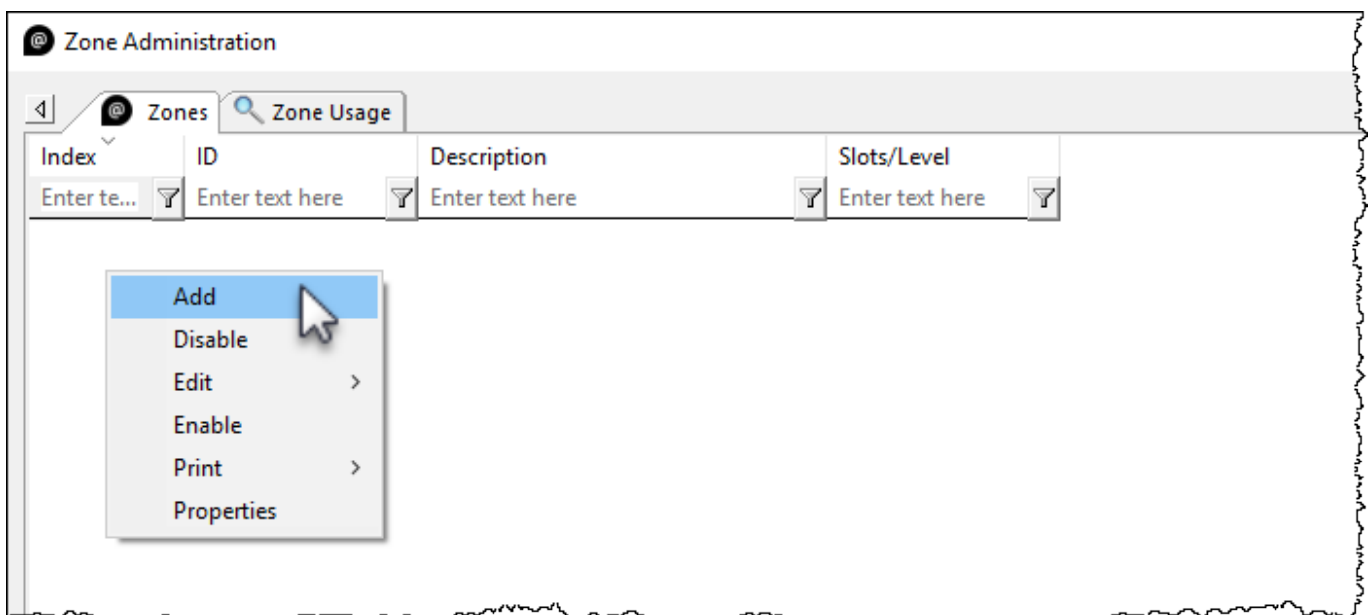 @ Zone Administration
@ Zones Zone Usage
Index ID Description Slots/Level
Enter te... Enter text here Enter text here Enter text here
Add
Disable
Edit >
Enable
Print >
Properties